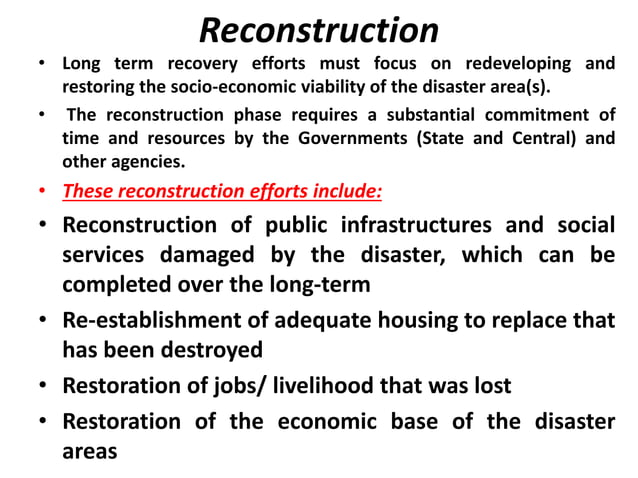 Reconstruction
• Long term recovery efforts must focus on redeveloping and
restoring the socio-economic viability of the disaster area(s).
• The reconstruction phase requires a substantial commitment of
time and resources by the Governments (State and Central) and
other agencies.
• These reconstruction efforts include:
• Reconstruction of public infrastructures and social
services damaged by the disaster, which can be
completed over the long-term
• Re-establishment of adequate housing to replace that
has been destroyed
• Restoration of jobs/ livelihood that was lost
• Restoration of the economic base of the disaster
areas